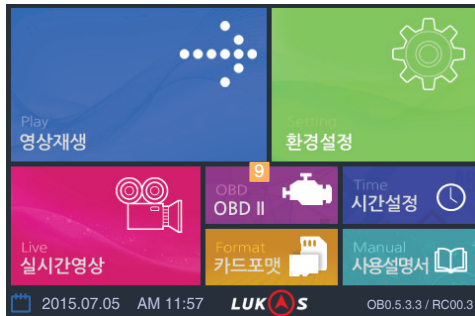 Play
영상재생
Setting
환경설정
9
OBD
OBD II
Time
시간설정
Live
실시간영상
Format
카드포맷
Manual
사용설명서
2015.07.05 AM 11:57 LUKAS OB0.5.3.3 / RC00.3